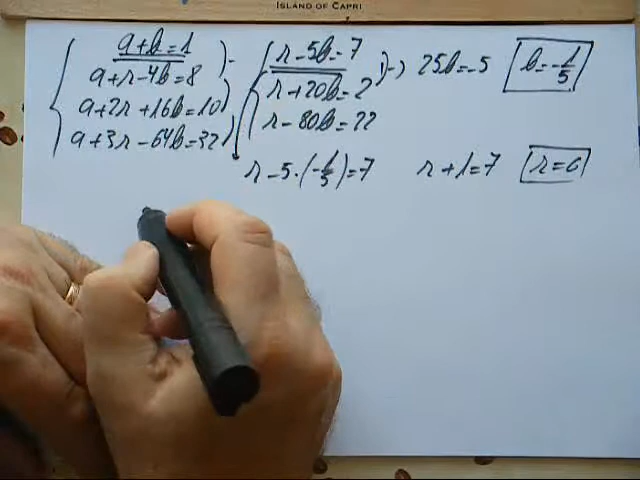 ISLAND OF CAPRI
a+b=1
a+r-4b=8
a+2r+16b=10
a+3r-64b=32
r-5b=7
r+20b=2
r-80b=22
25b=-5
b=-1/5
r-5·(-1/5)=7
r+1=7
r=6